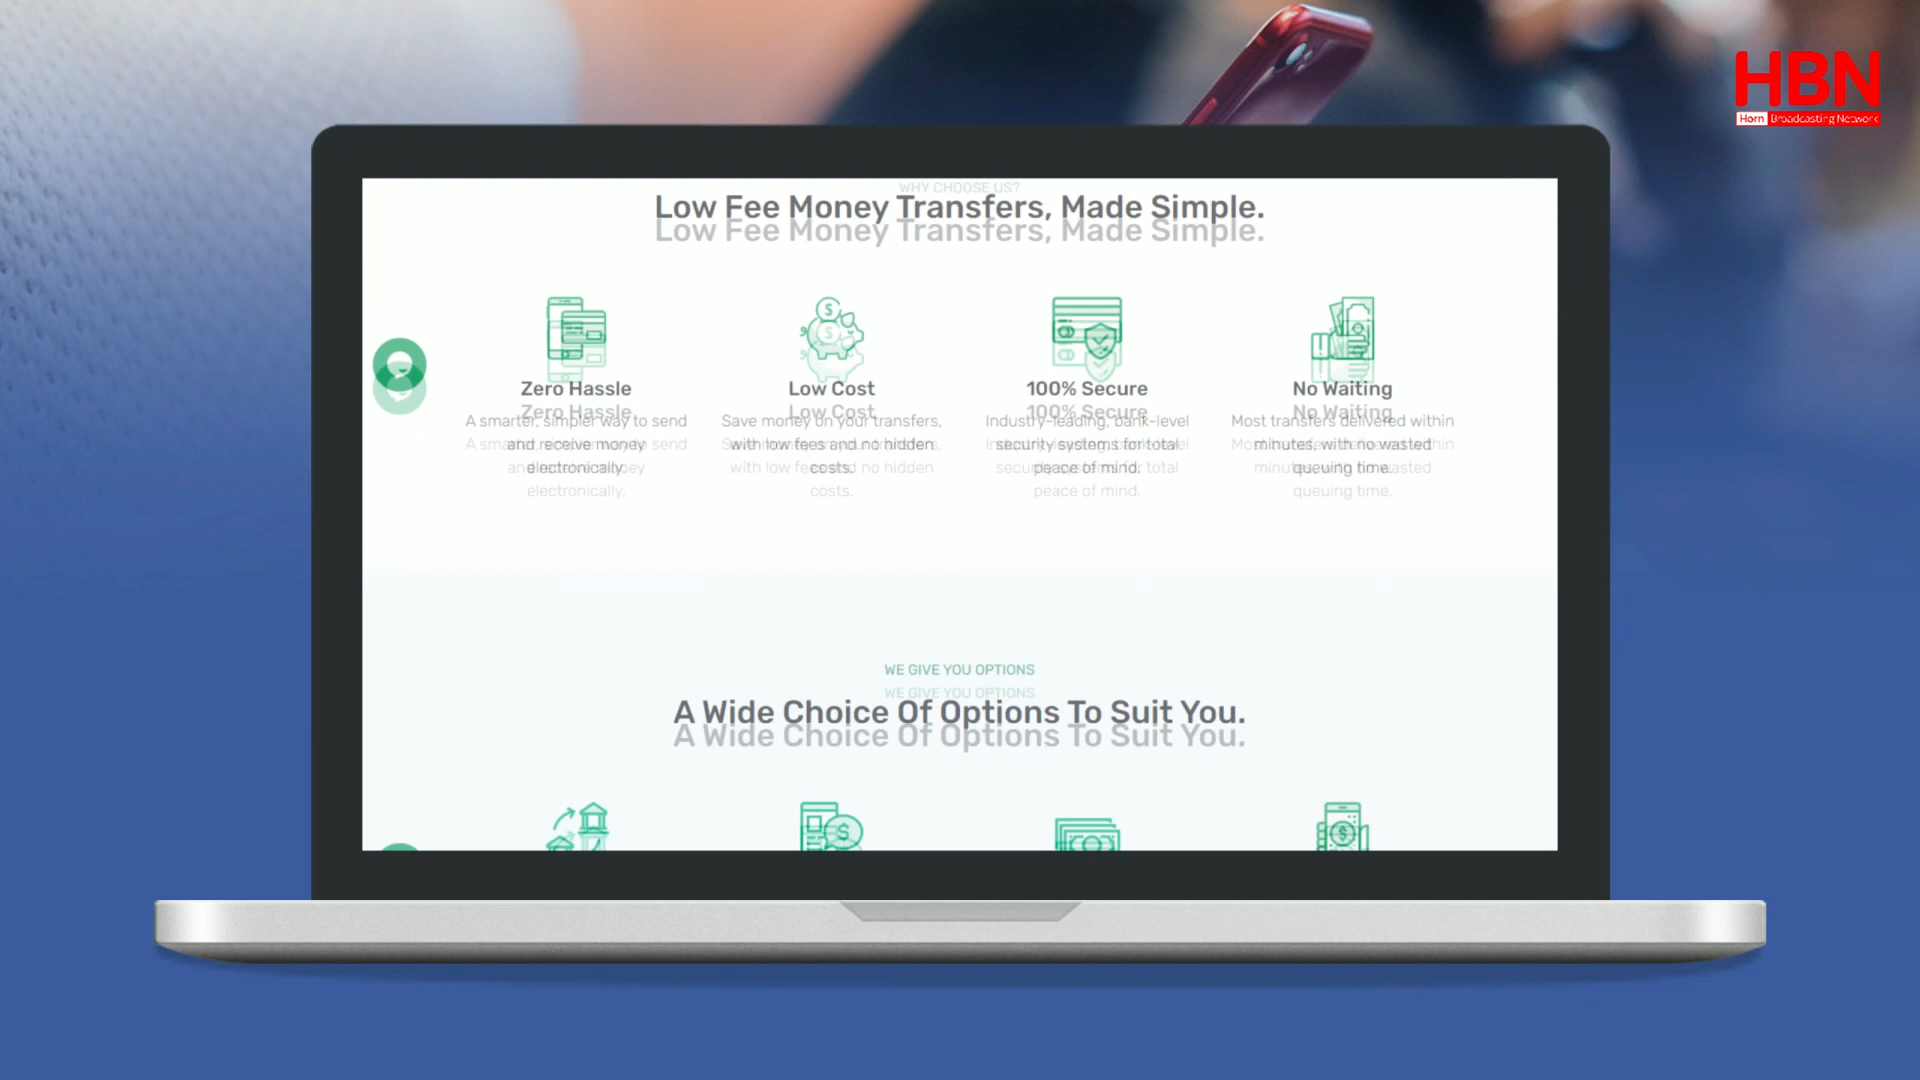 HBN
Horn Broadcasting Network
WHY CHOOSE US?
Low Fee Money Transfers, Made Simple.
Zero Hassle
A smarter, simpler way to send
and receive money
electronically.
Low Cost
Save money on your transfers,
with low fees and no hidden
costs.
100% Secure
Industry-leading, bank-level
security systems for total
peace of mind.
No Waiting
Most transfers delivered within
minutes, with no wasted
queuing time.
WE GIVE YOU OPTIONS
A Wide Choice Of Options To Suit You.